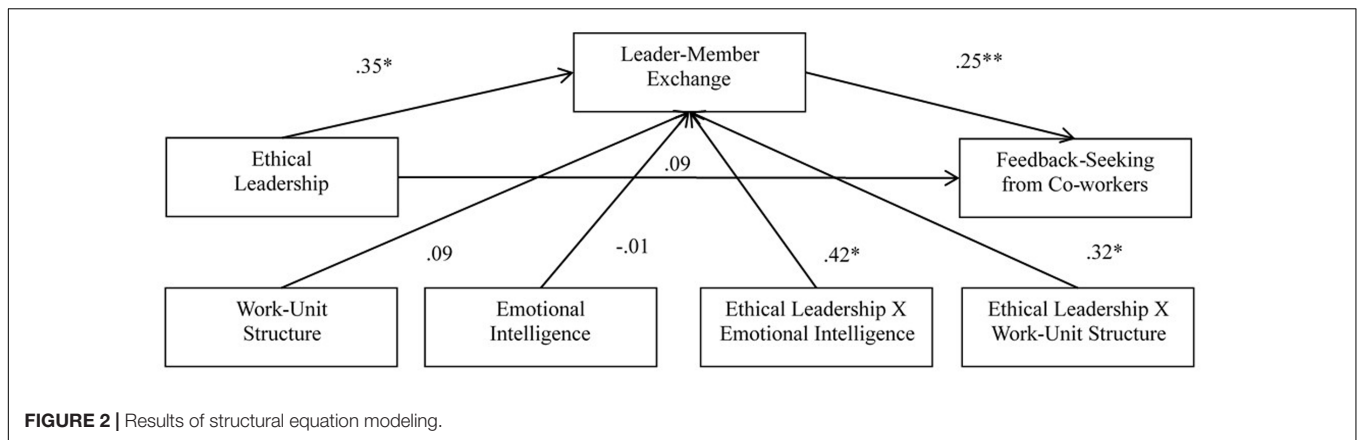 Leader-Member
Exchange
.35*
.25**
Ethical
Leadership
.09
Feedback-Seeking
from Co-workers
.09
-.01
.42*
.32*
Work-Unit
Structure
Emotional
Intelligence
Ethical Leadership X
Emotional Intelligence
Ethical Leadership X
Work-Unit Structure
FIGURE 2 | Results of structural equation modeling.